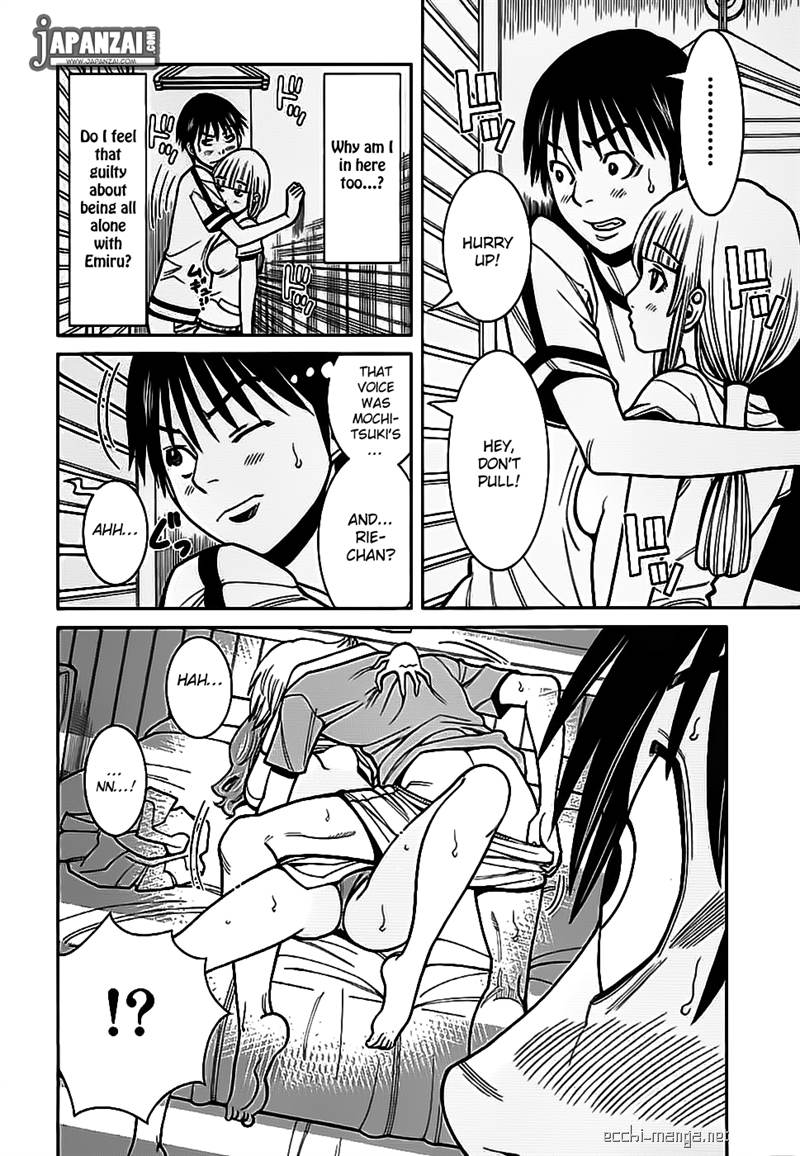 JAPANZAI.COM
WWW.JAPANZAI.COM
........
HURRY
UP!
HEY,
DON'T
PULL!
Why am I
in here
too...?
Do I feel
that
guilty
about
being all
alone
with
Emiru?
THAT
VOICE
WAS
MOCHI-
TSUKI'S
...
AND...
RIE-
CHAN?
ぐっ
AHH...
HAH...
...
NN...!
!?
ecchi-manga.net